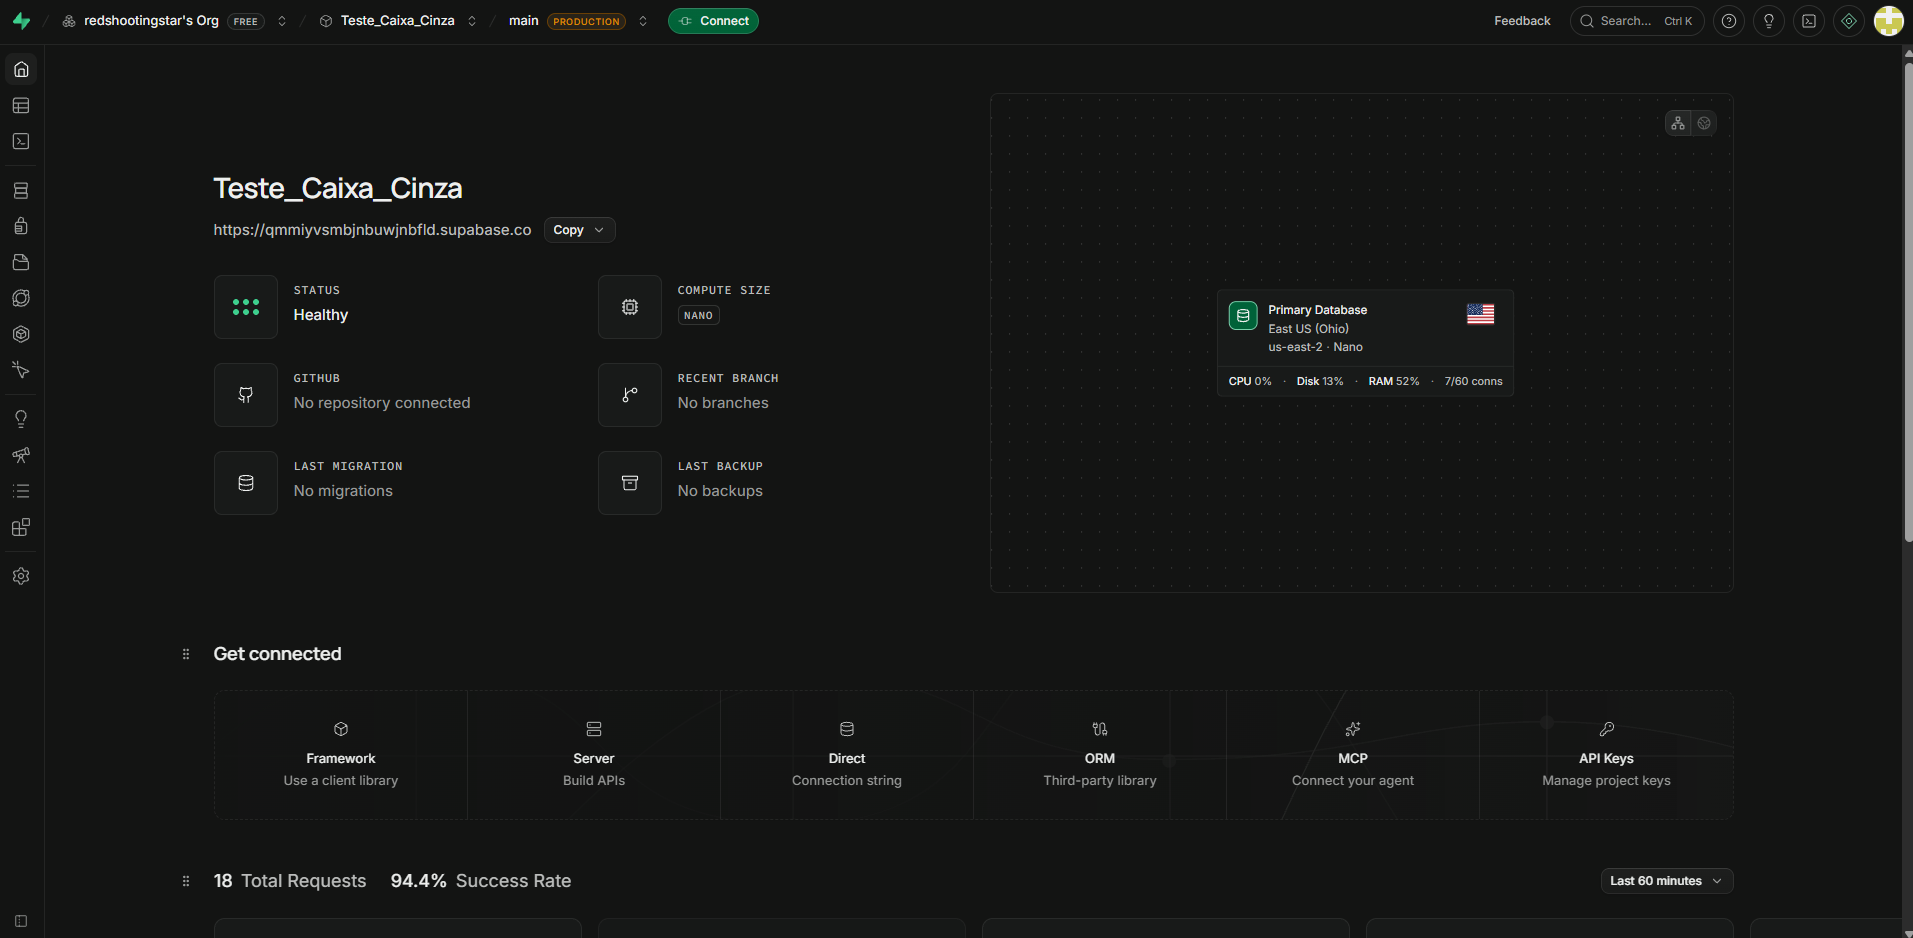 redshootingstar's Org FREE Teste_Caixa_Cinza main PRODUCTION Connect Feedback Search... Ctrl K
Teste_Caixa_Cinza
https://qmmiyvsmbjnbuwjnbfld.supabase.co Copy
STATUS
Healthy
COMPUTE SIZE
NANO
GITHUB
No repository connected
RECENT BRANCH
No branches
LAST MIGRATION
No migrations
LAST BACKUP
No backups
Primary Database
East US (Ohio)
us-east-2 · Nano
CPU 0% · Disk 13% · RAM 52% · 7/60 conns
Get connected
Framework
Use a client library
Server
Build APIs
Direct
Connection string
ORM
Third-party library
MCP
Connect your agent
API Keys
Manage project keys
18 Total Requests 94.4% Success Rate Last 60 minutes